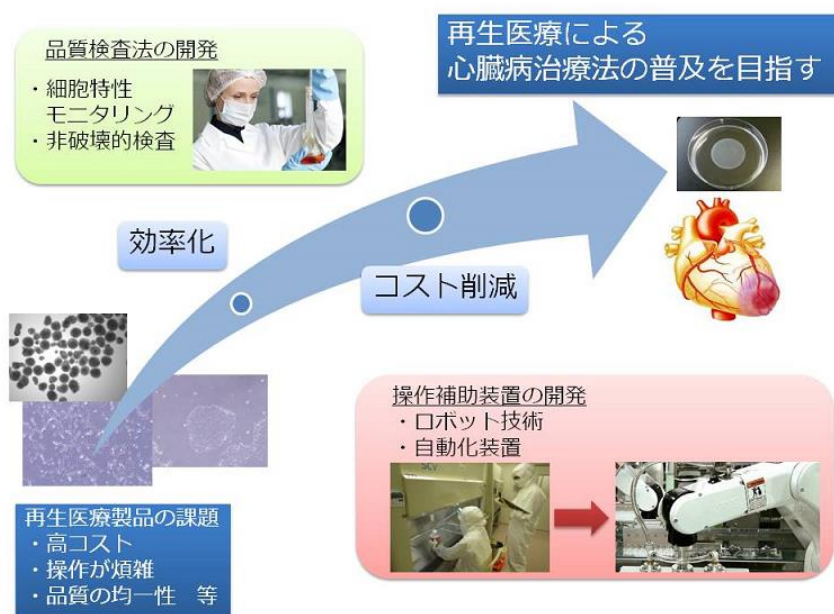 品質検査法の開発
・細胞特性
モニタリング
・非破壊的検査
再生医療による
心臓病治療法の普及を目指す
効率化
コスト削減
再生医療製品の課題
・高コスト
・操作が煩雑
・品質の均一性　等
操作補助装置の開発
・ロボット技術
・自動化装置